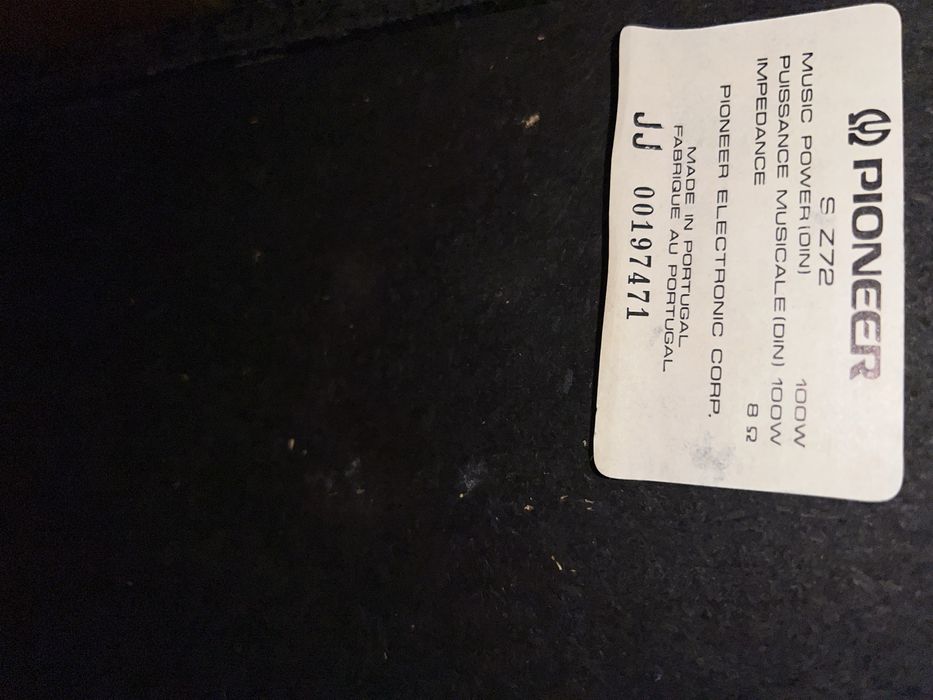 PIONEER
S-Z72
MUSIC POWER (DIN) 100W
PUISSANCE MUSICALE (DIN) 100W
IMPEDANCE 8 Ω
PIONEER ELECTRONIC CORP.
MADE IN PORTUGAL
FABRIQUE AU PORTUGAL
JJ 00197471